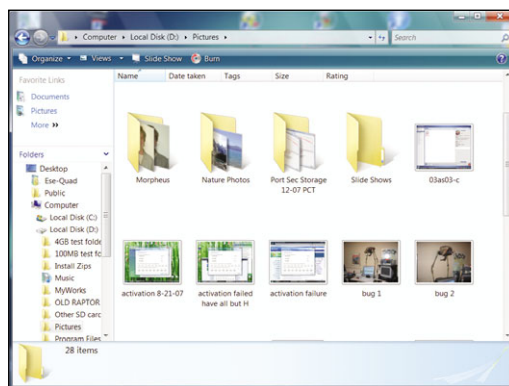 Computer ▸ Local Disk (D:) ▸ Pictures ▸
Search
Organize Views Slide Show Burn
Favorite Links
Documents
Pictures
More »
Folders
Desktop
Ese-Quad
Public
Computer
Local Disk (C:)
Local Disk (D:)
4GB test folde
100MB test fo
Install Zips
Music
MyWorks
OLD RAPTOR
Other SD carc
Pictures
Program Files
Name Date taken Tags Size Rating
Morpheus
Nature Photos
Port Sec Storage
12-07 PCT
Slide Shows
03as03-c
activation 8-21-07
activation failed
have all but H
activation failure
bug 1
bug 2
28 items